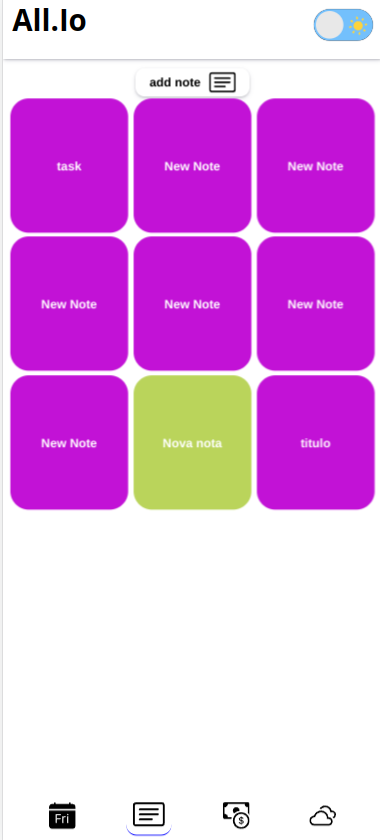 All.Io
add note
task
New Note
New Note
New Note
New Note
New Note
New Note
Nova nota
titulo
Fri
$